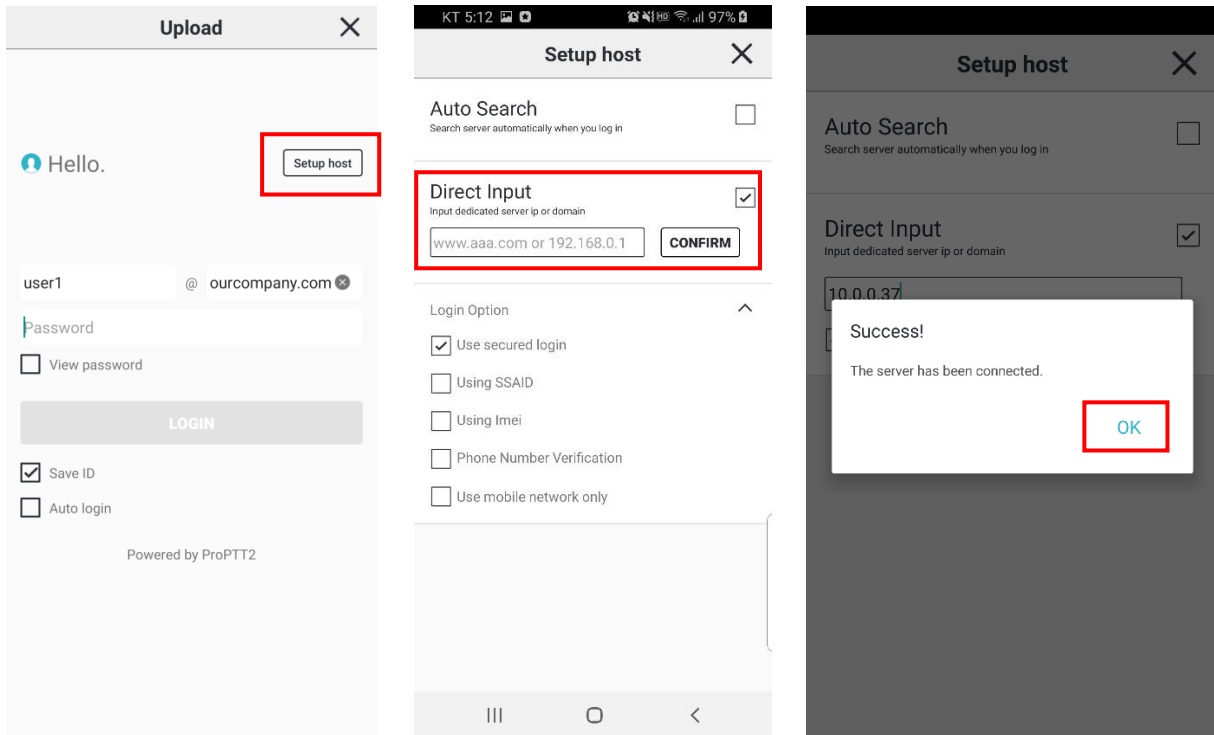 Upload
Hello.
Setup host
user1 @ ourcompany.com
Password
View password
LOGIN
Save ID
Auto login
Powered by ProPTT2
KT 5:12 97%
Setup host
Auto Search
Search server automatically when you log in
Direct Input
Input dedicated server ip or domain
www.aaa.com or 192.168.0.1 CONFIRM
Login Option
Use secured login
Using SSAID
Using Imei
Phone Number Verification
Use mobile network only
Setup host
Auto Search
Search server automatically when you log in
Direct Input
Input dedicated server ip or domain
10.0.0.37
Success!
The server has been connected.
OK